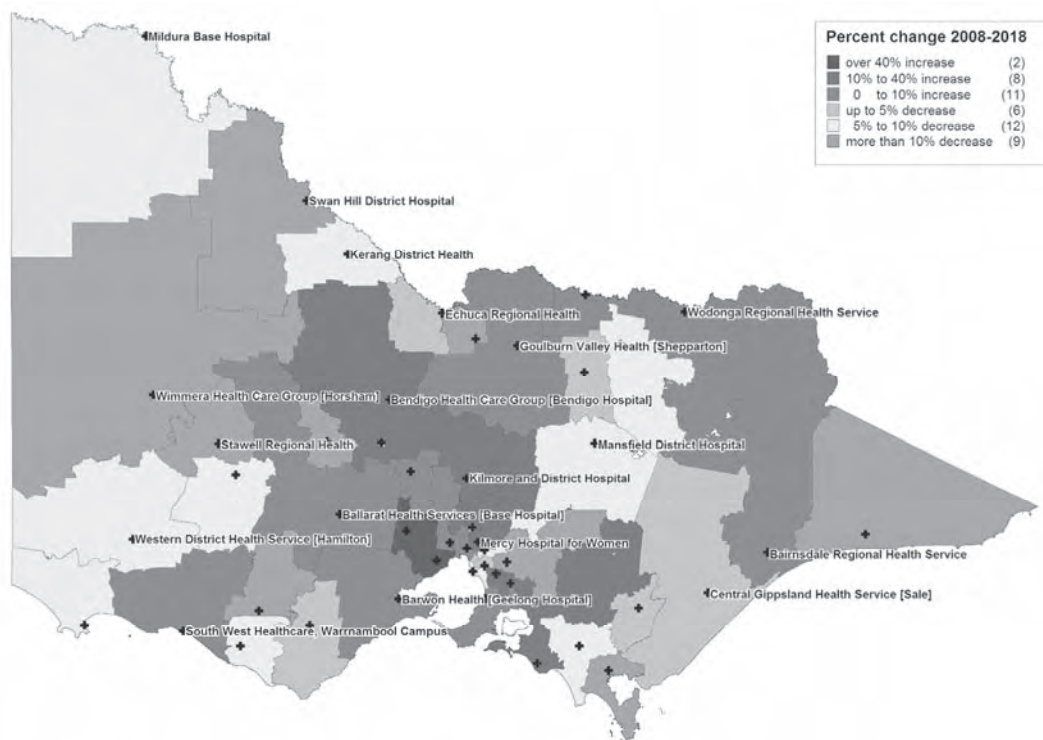 Mildura Base Hospital
Percent change 2008-2018
over 40% increase (2)
10% to 40% increase (8)
0 to 10% increase (11)
up to 5% decrease (6)
5% to 10% decrease (12)
more than 10% decrease (9)
Swan Hill District Hospital
Kerang District Health
Echuca Regional Health
Wodonga Regional Health Service
Goulburn Valley Health [Shepparton]
Wimmera Health Care Group [Horsham]
Bendigo Health Care Group [Bendigo Hospital]
Stawell Regional Health
Mansfield District Hospital
Kilmore and District Hospital
Ballarat Health Services [Base Hospital]
Western District Health Service [Hamilton]
Mercy Hospital for Women
Bairnsdale Regional Health Service
Central Gippsland Health Service [Sale]
Barwon Health [Geelong Hospital]
South West Healthcare, Warrnambool Campus